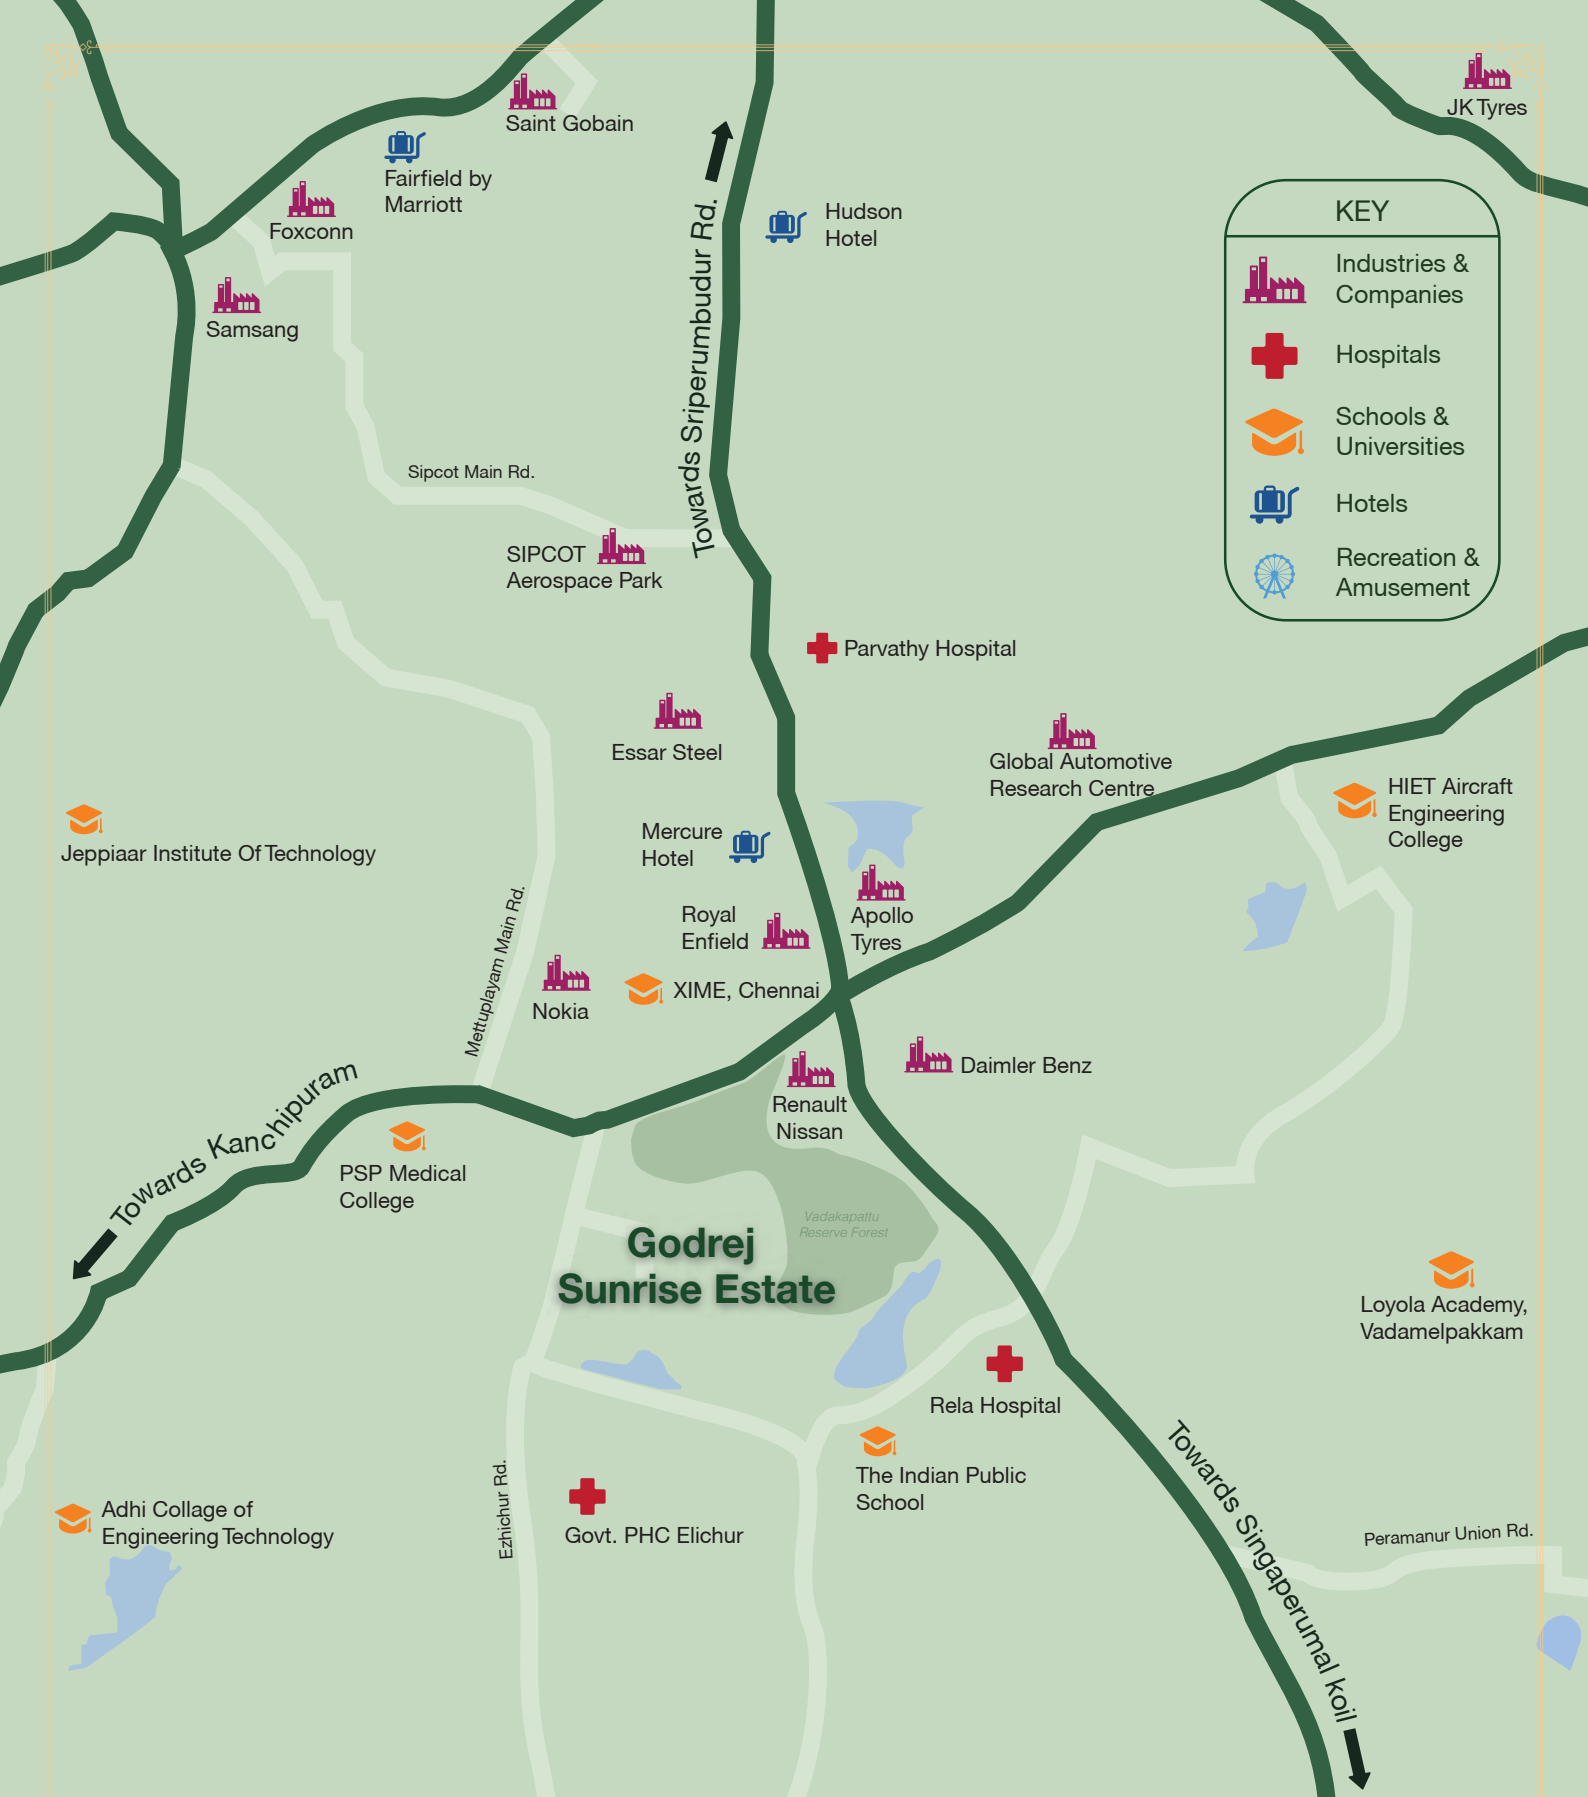 JK Tyres
Saint Gobain
Fairfield by
Marriott
Foxconn
Samsang
Towards Sriperumbudur Rd.
Hudson
Hotel
KEY
Industries &
Companies
Hospitals
Schools &
Universities
Hotels
Recreation &
Amusement
Sipcot Main Rd.
SIPCOT
Aerospace Park
Parvathy Hospital
Essar Steel
Global Automotive
Research Centre
HIET Aircraft
Engineering
College
Mercure
Hotel
Jeppiaar Institute Of Technology
Mettuplayam Main Rd.
Royal
Enfield
Apollo
Tyres
XIME, Chennai
Nokia
Daimler Benz
Renault
Nissan
Towards Kanchipuram
PSP Medical
College
Vadakapattu
Reserve Forest
Godrej
Sunrise Estate
Loyola Academy,
Vadamelpakkam
Rela Hospital
The Indian Public
School
Ezhichur Rd.
Govt. PHC Elichur
Adhi Collage of
Engineering Technology
Towards Singaperumal koil
Peramanur Union Rd.